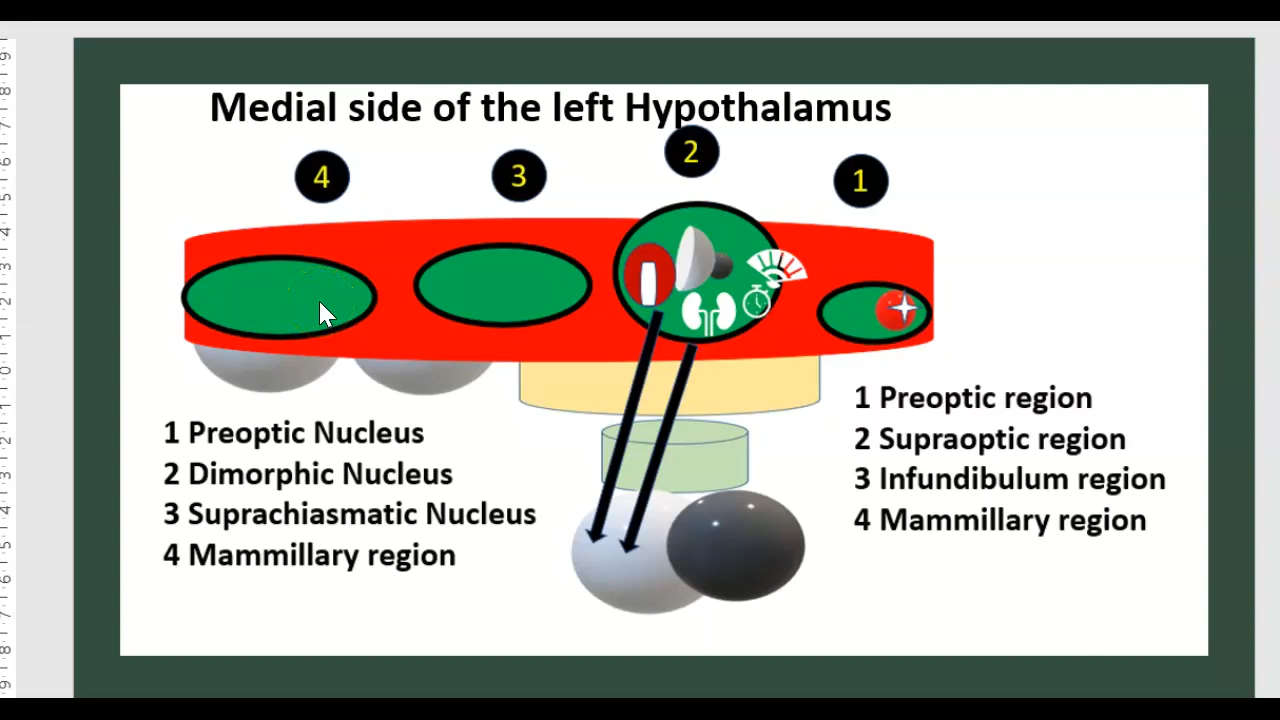 Medial side of the left Hypothalamus
4
3
2
1
1 Preoptic Nucleus
2 Dimorphic Nucleus
3 Suprachiasmatic Nucleus
4 Mammillary region
1 Preoptic region
2 Supraoptic region
3 Infundibulum region
4 Mammillary region